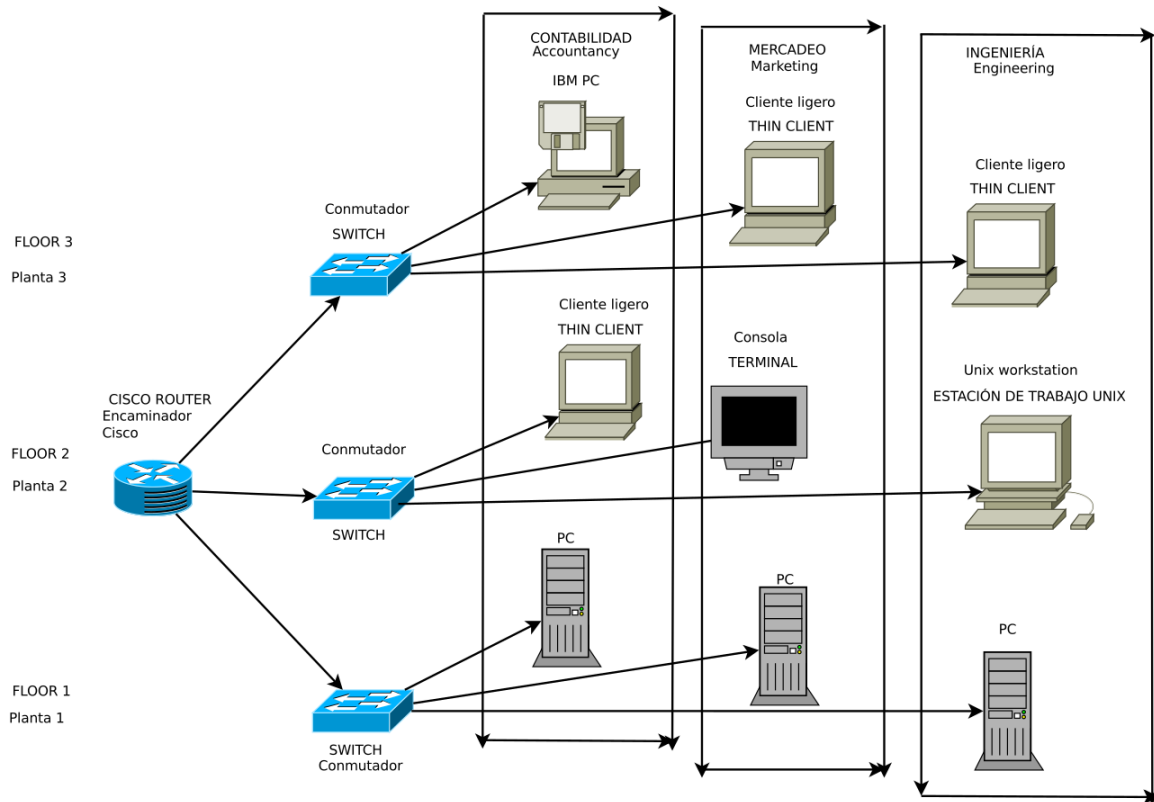 CONTABILIDAD
Accountancy
IBM PC
MERCADEO
Marketing
Cliente ligero
THIN CLIENT
INGENIERÍA
Engineering
Cliente ligero
THIN CLIENT
Conmutador
SWITCH
FLOOR 3
Planta 3
Cliente ligero
THIN CLIENT
Consola
TERMINAL
Unix workstation
ESTACIÓN DE TRABAJO UNIX
CISCO ROUTER
Encaminador
Cisco
FLOOR 2
Planta 2
Conmutador
SWITCH
PC
PC
PC
FLOOR 1
Planta 1
SWITCH
Conmutador